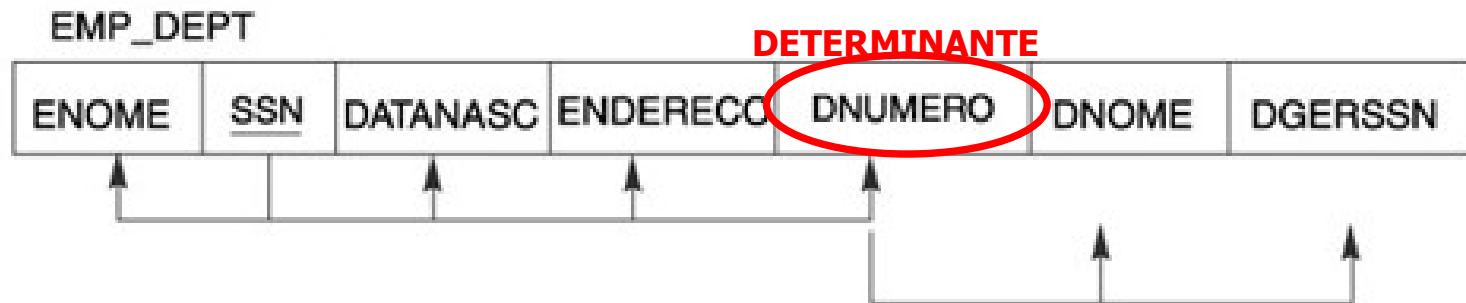 EMP_DEPT
DETERMINANTE
ENOME SSN DATANASC ENDERECO DNUMERO DNOME DGERSSN